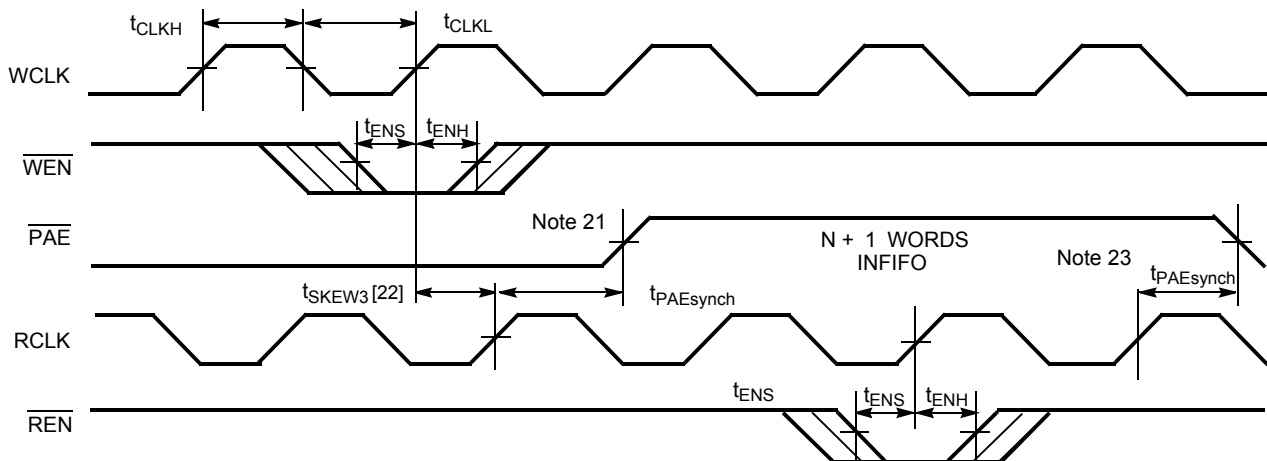 tCLKH
tCLKL
WCLK
tENS
tENH
WEN
Note 21
PAE
N + 1 WORDS
INFIFO
Note 23
tSKEW3 [22]
tPAEsynch
tPAEsynch
RCLK
tENS
tENS
tENH
REN